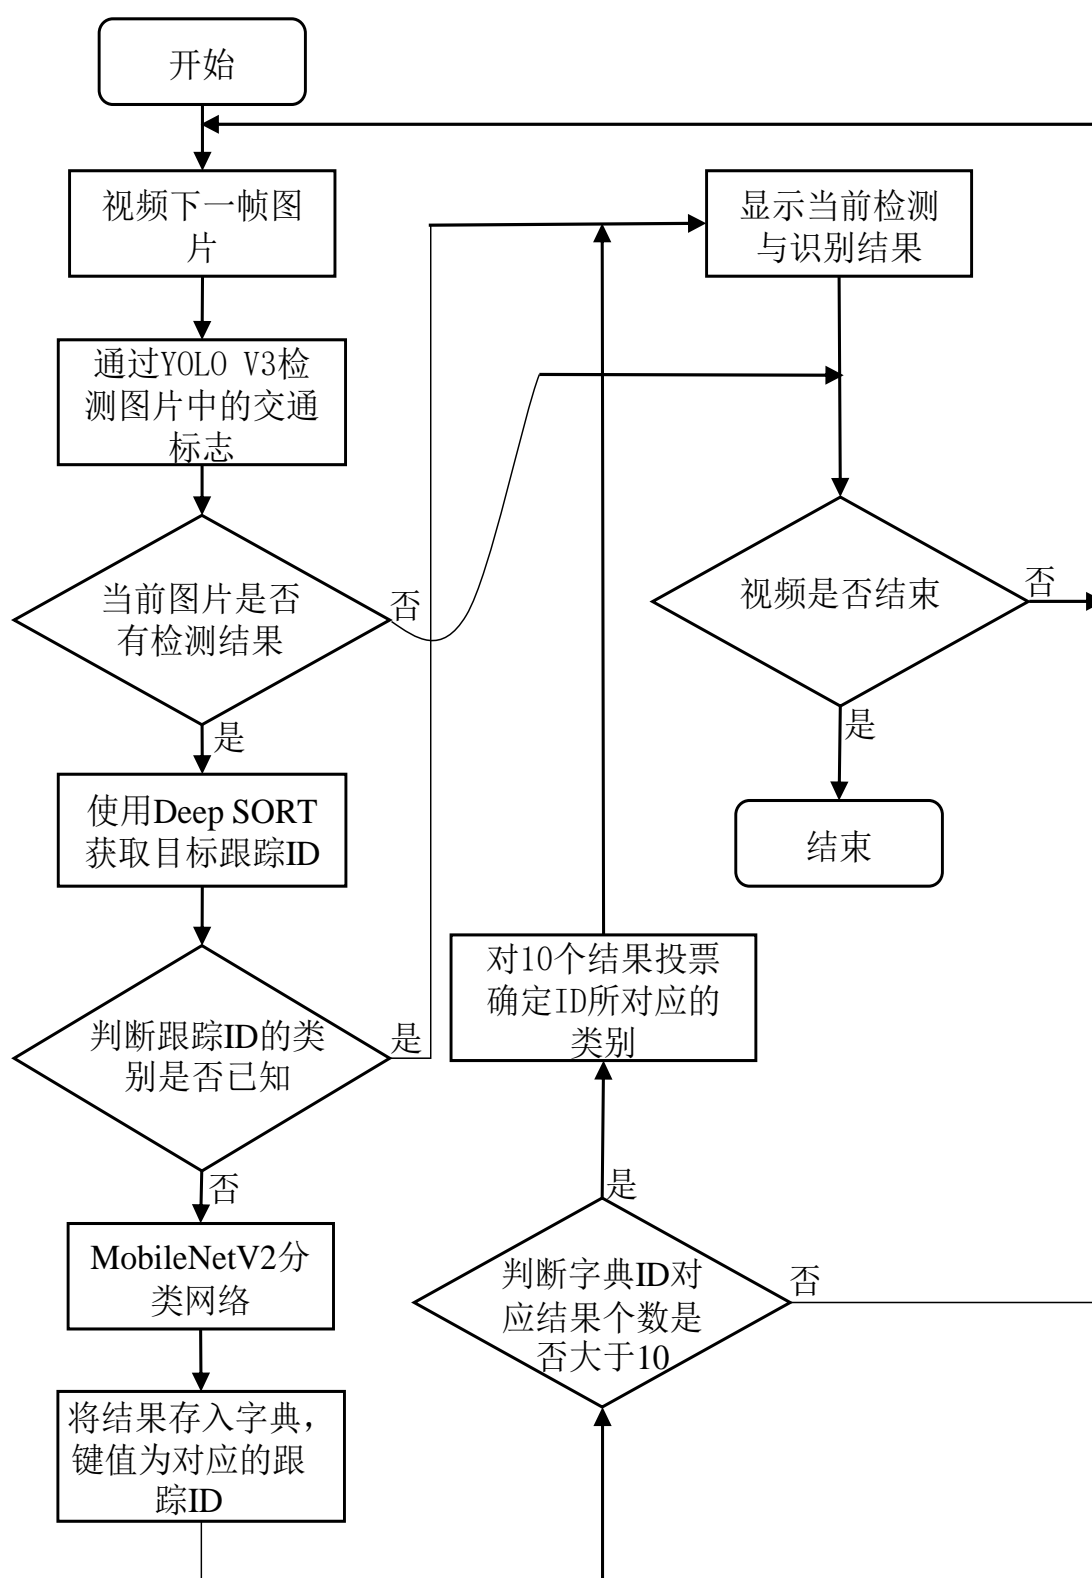 开始
视频下一帧图
片
通过YOLO V3检
测图片中的交通
标志
当前图片是否
有检测结果
否
是
使用Deep SORT
获取目标跟踪ID
判断跟踪ID的类
别是否已知
是
否
MobileNetV2分
类网络
将结果存入字典，
键值为对应的跟
踪ID
判断字典ID对
应结果个数是
否大于10
是
否
对10个结果投票
确定ID所对应的
类别
显示当前检测
与识别结果
视频是否结束
否
是
结束